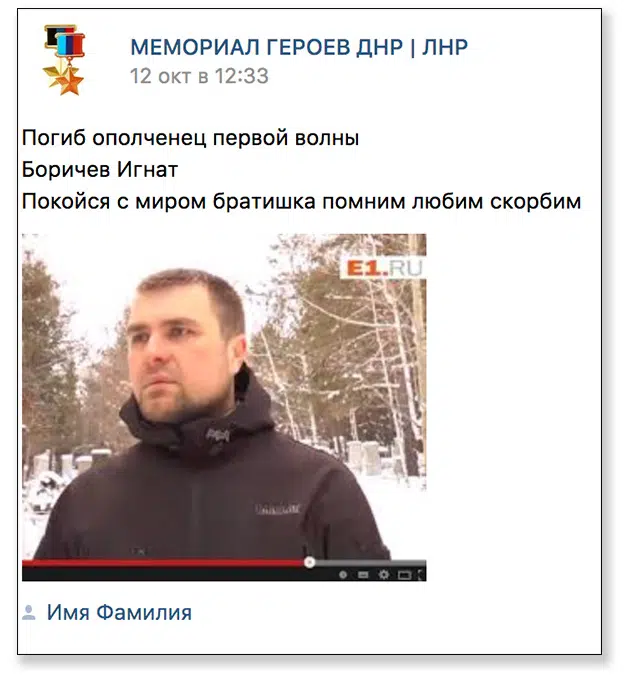 МЕМОРИАЛ ГЕРОЕВ ДНР | ЛНР
12 окт в 12:33
Погиб ополченец первой волны
Боричев Игнат
Покойся с миром братишка помним любим скорбим
E1.RU
Имя Фамилия